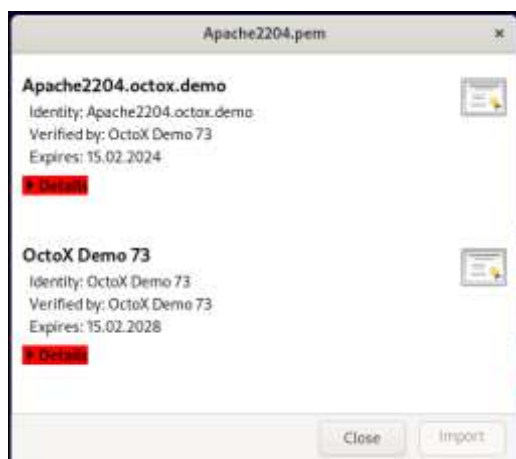 Apache2204.pem ×
Apache2204.octox.demo
Identity: Apache2204.octox.demo
Verified by: OctoX Demo 73
Expires: 15.02.2024
Details
OctoX Demo 73
Identity: OctoX Demo 73
Verified by: OctoX Demo 73
Expires: 15.02.2028
Details
Close Import